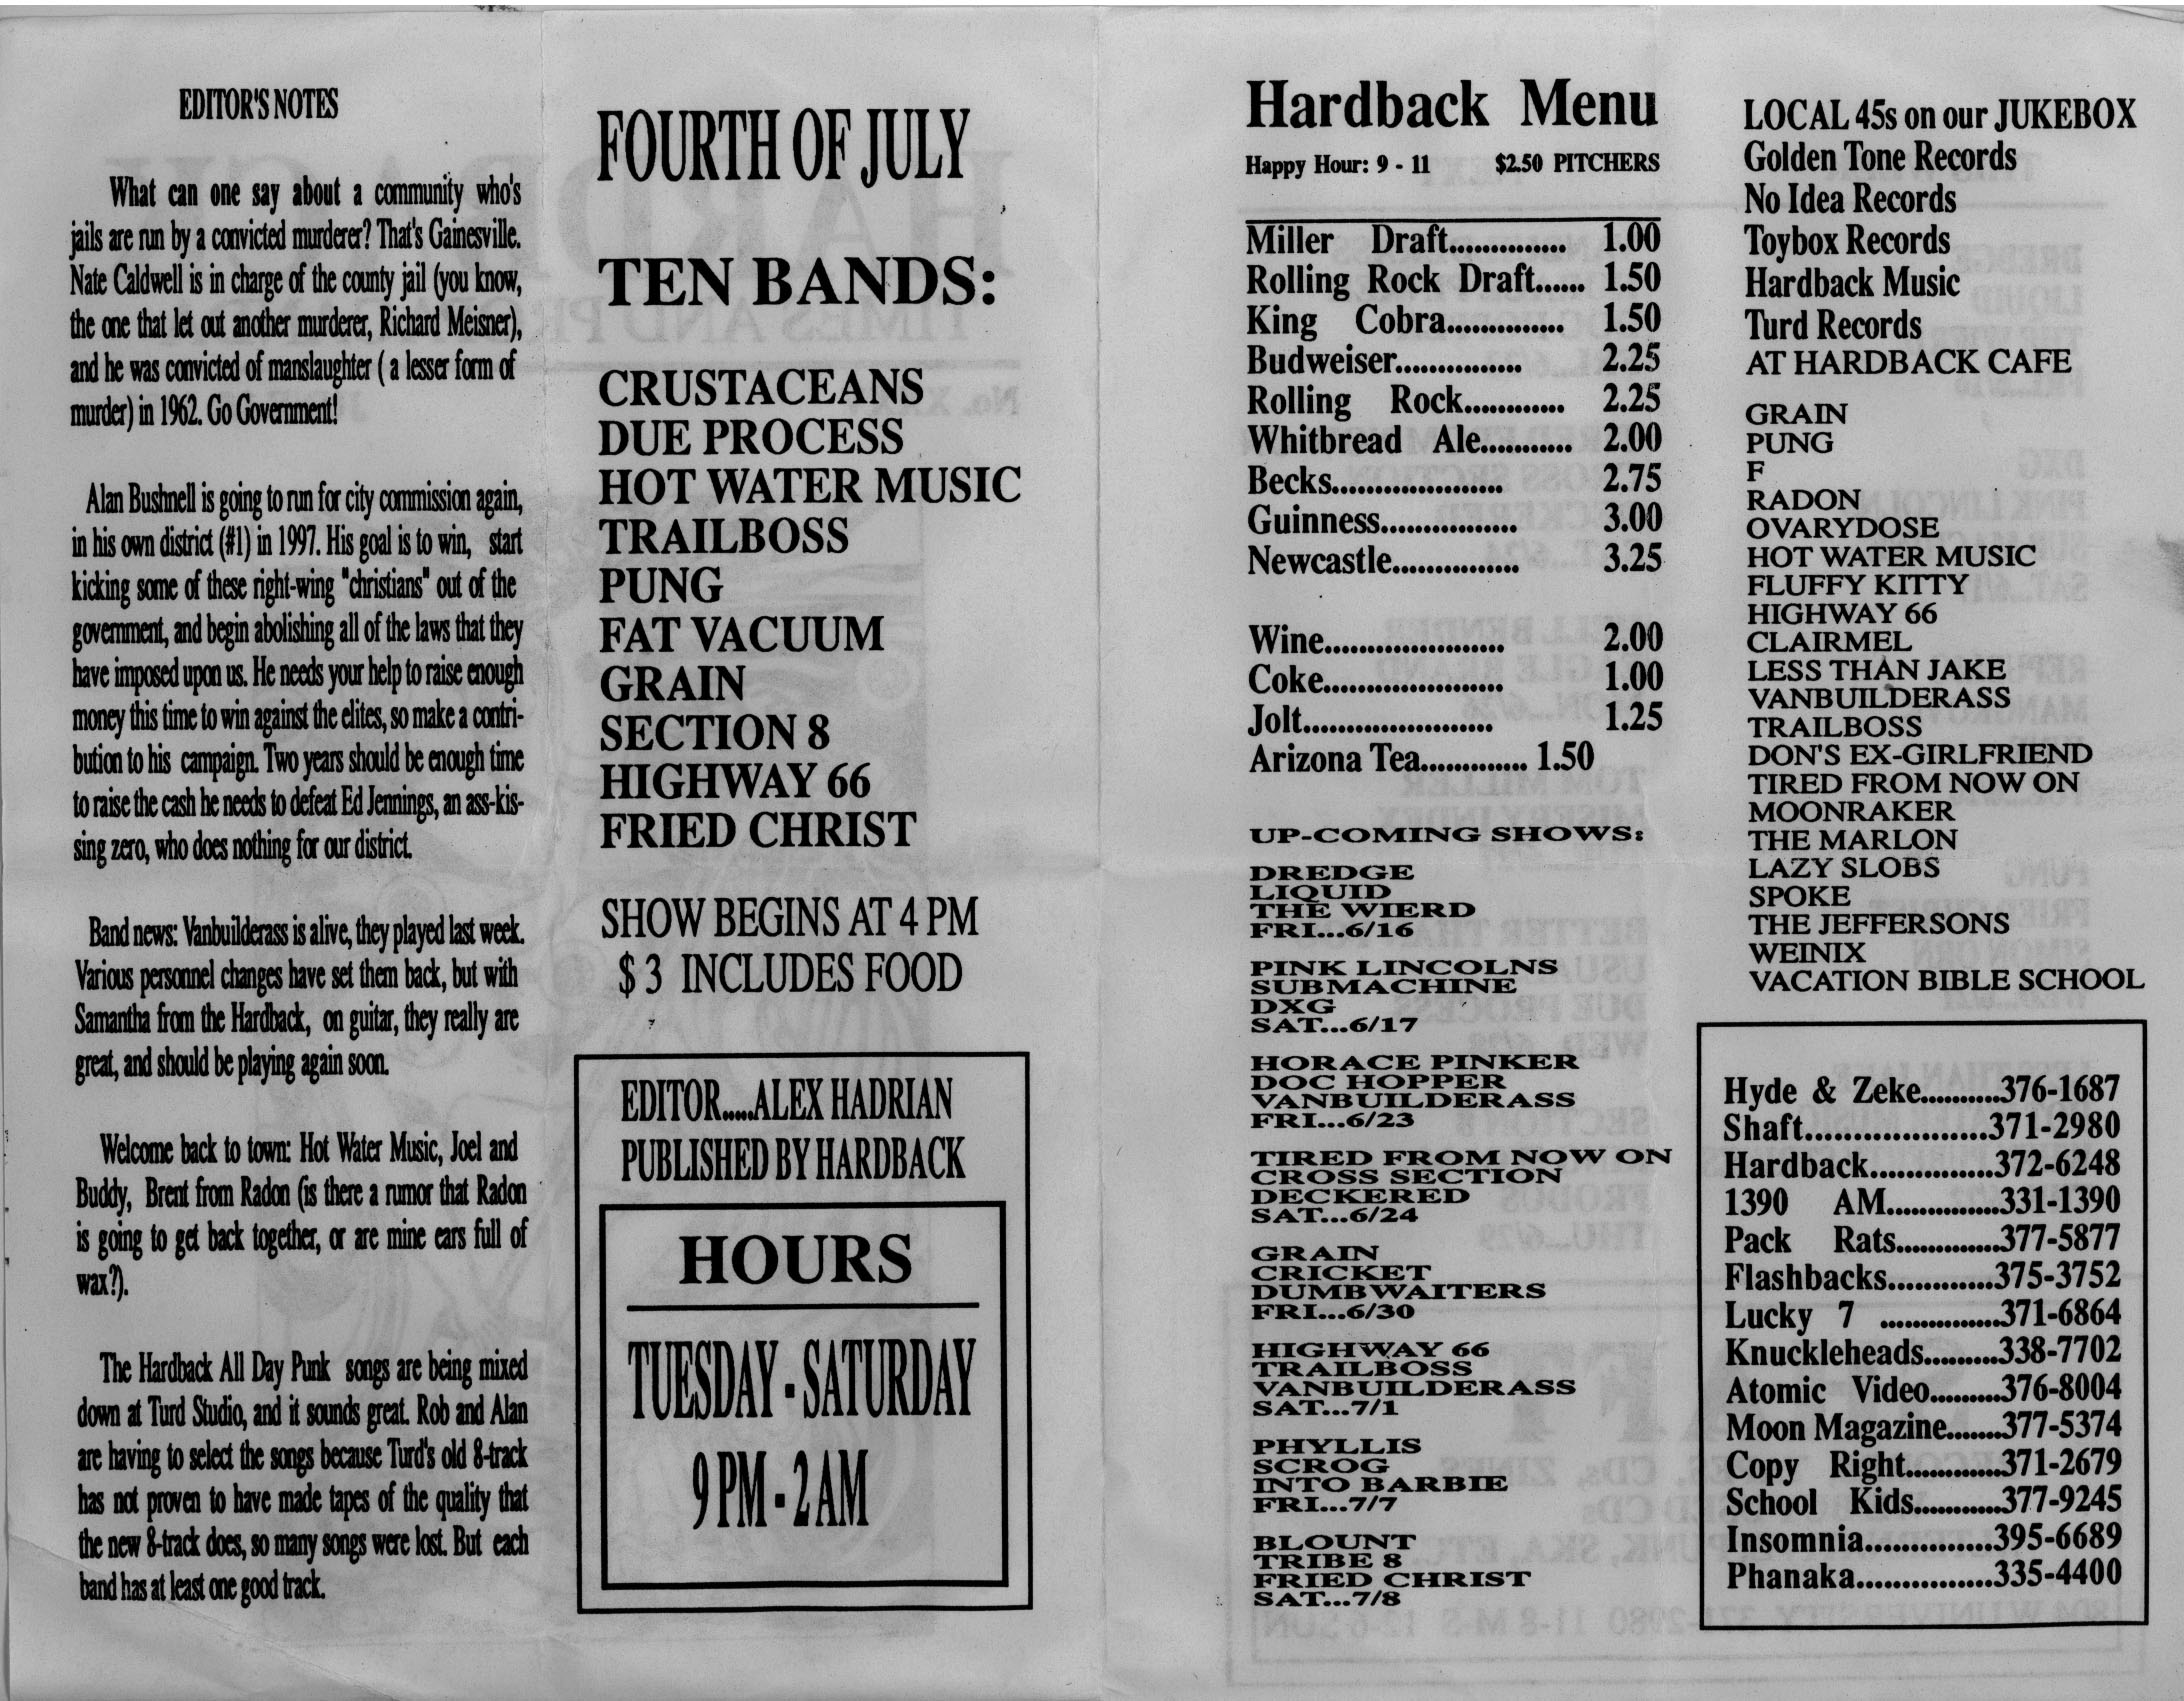 EDITOR'S NOTES
What can one say about a community who's
jails are run by a convicted murderer? That's Gainesville.
Nate Caldwell is in charge of the county jail (you know,
the one that let out another murderer, Richard Meisner),
and he was convicted of manslaughter ( a lesser form of
murder) in 1962. Go Government!
Alan Bushnell is going to run for city commission again,
in his own district (#1) in 1997. His goal is to win, start
kicking some of these right-wing "christians" out of the
government, and begin abolishing all of the laws that they
have imposed upon us. He needs your help to raise enough
money this time to win against the elites, so make a contri-
bution to his campaign. Two years should be enough time
to raise the cash he needs to defeat Ed Jennings, an ass-kis-
sing zero, who does nothing for our district.
Band news: Vanbuilderass is alive, they played last week.
Various personnel changes have set them back, but with
Samantha from the Hardback, on guitar, they really are
great, and should be playing again soon.
Welcome back to town: Hot Water Music, Joel and
Buddy, Brent from Radon (is there a rumor that Radon
is going to get back together, or are mine ears full of
wax?).
The Hardback All Day Punk songs are being mixed
down at Turd Studio, and it sounds great. Rob and Alan
are having to select the songs because Turd's old 8-track
has not proven to have made tapes of the quality that
the new 8-track does, so many songs were lost. But each
band has at least one good track.
FOURTH OF JULY
TEN BANDS:
CRUSTACEANS
DUE PROCESS
HOT WATER MUSIC
TRAILBOSS
PUNG
FAT VACUUM
GRAIN
SECTION 8
HIGHWAY 66
FRIED CHRIST
SHOW BEGINS AT 4 PM
$ 3 INCLUDES FOOD
EDITOR.....ALEX HADRIAN
PUBLISHED BY HARDBACK
HOURS
TUESDAY - SATURDAY
9 PM - 2 AM
Hardback Menu
Happy Hour: 9 - 11 $2.50 PITCHERS
Miller Draft.............. 1.00
Rolling Rock Draft...... 1.50
King Cobra.............. 1.50
Budweiser............... 2.25
Rolling Rock............ 2.25
Whitbread Ale........... 2.00
Becks..................... 2.75
Guinness................. 3.00
Newcastle............... 3.25
Wine...................... 2.00
Coke...................... 1.00
Jolt....................... 1.25
Arizona Tea............. 1.50
UP-COMING SHOWS:
DREDGE
LIQUID
THE WIERD
FRI...6/16
PINK LINCOLNS
SUBMACHINE
DXG
SAT...6/17
HORACE PINKER
DOC HOPPER
VANBUILDERASS
FRI...6/23
TIRED FROM NOW ON
CROSS SECTION
DECKERED
SAT...6/24
GRAIN
CRICKET
DUMBWAITERS
FRI...6/30
HIGHWAY 66
TRAILBOSS
VANBUILDERASS
SAT...7/1
PHYLLIS
SCROG
INTO BARBIE
FRI...7/7
BLOUNT
TRIBE 8
FRIED CHRIST
SAT...7/8
LOCAL 45s on our JUKEBOX
Golden Tone Records
No Idea Records
Toybox Records
Hardback Music
Turd Records
AT HARDBACK CAFE
GRAIN
PUNG
F
RADON
OVARYDOSE
HOT WATER MUSIC
FLUFFY KITTY
HIGHWAY 66
CLAIRMEL
LESS THAN JAKE
VANBUILDERASS
TRAILBOSS
DON'S EX-GIRLFRIEND
TIRED FROM NOW ON
MOONRAKER
THE MARLON
LAZY SLOBS
SPOKE
THE JEFFERSONS
WEINIX
VACATION BIBLE SCHOOL
Hyde & Zeke..........376-1687
Shaft....................371-2980
Hardback..............372-6248
1390 AM...............331-1390
Pack Rats..............377-5877
Flashbacks.............375-3752
Lucky 7 ................371-6864
Knuckleheads.........338-7702
Atomic Video.........376-8004
Moon Magazine.......377-5374
Copy Right............371-2679
School Kids...........377-9245
Insomnia...............395-6689
Phanaka.................335-4400